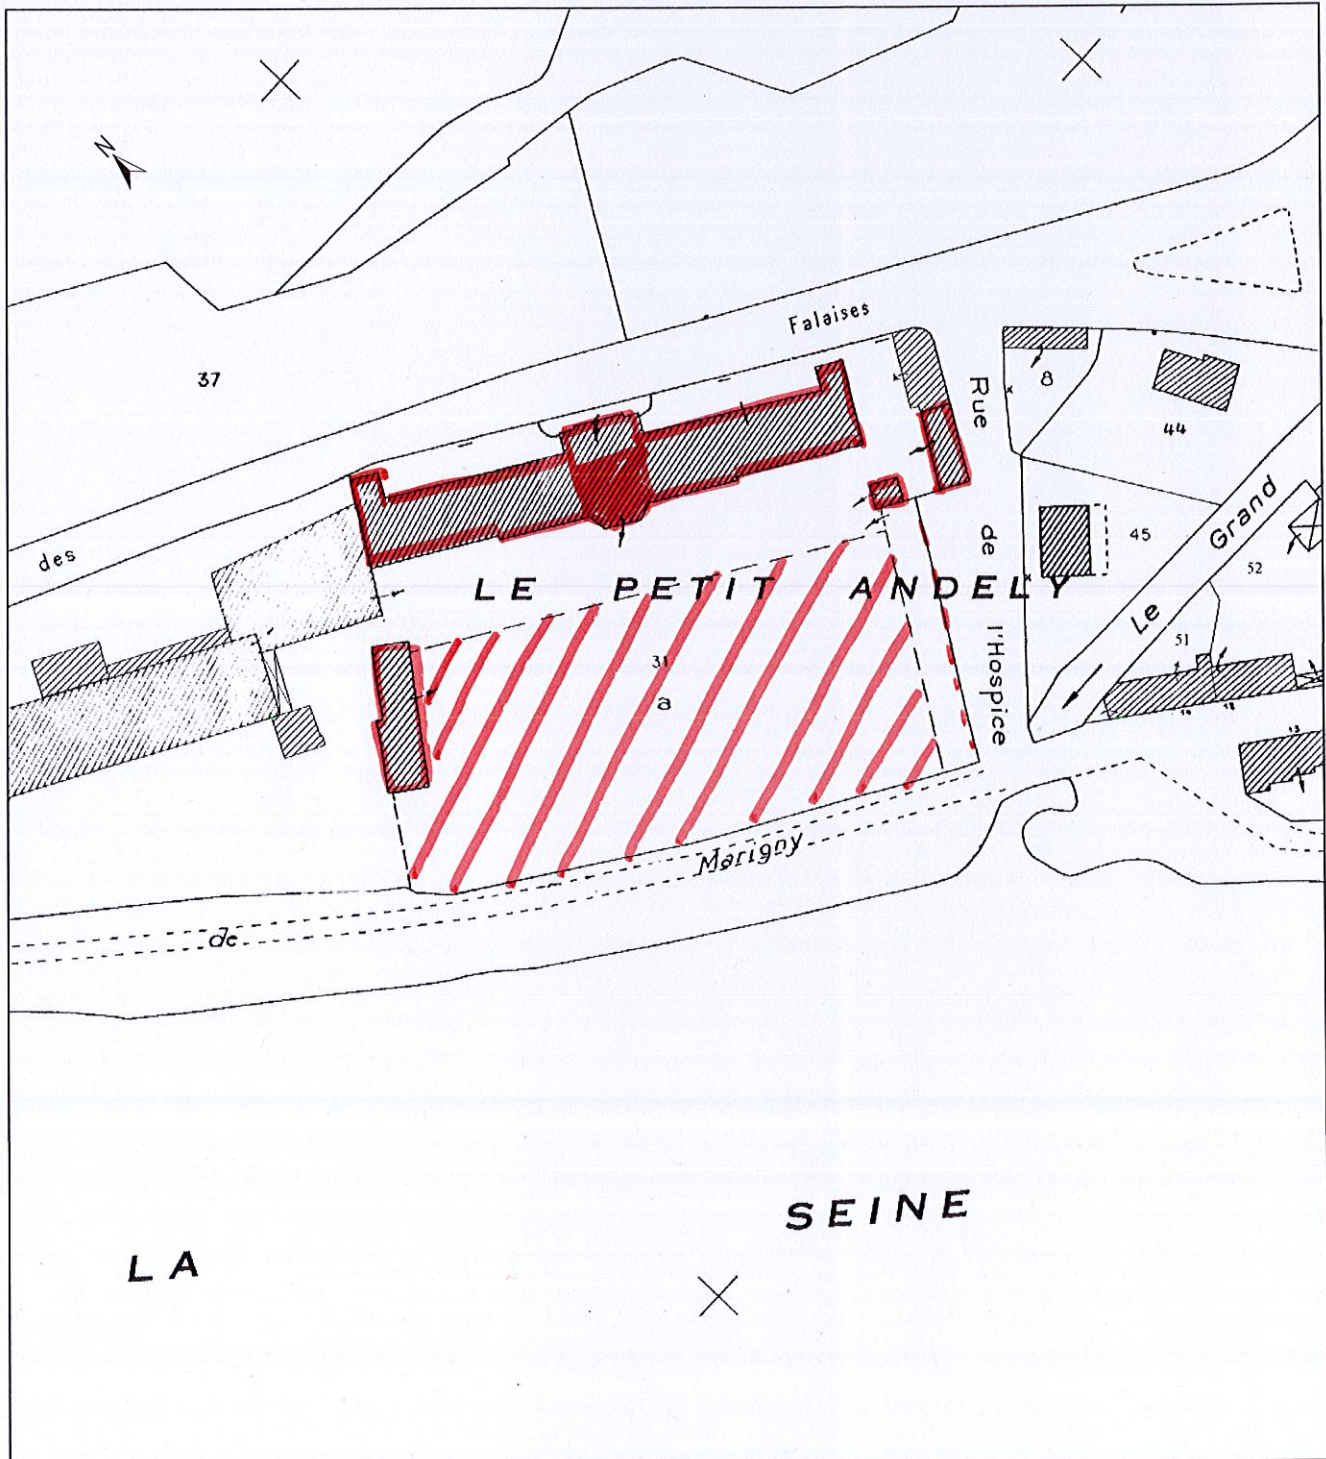 N
Falaises
37
Rue
8
44
des
de
45
Grand
52
LE PETIT ANDELY
Le
31
51
a
l'Hospice
Marigny
de
SEINE
LA